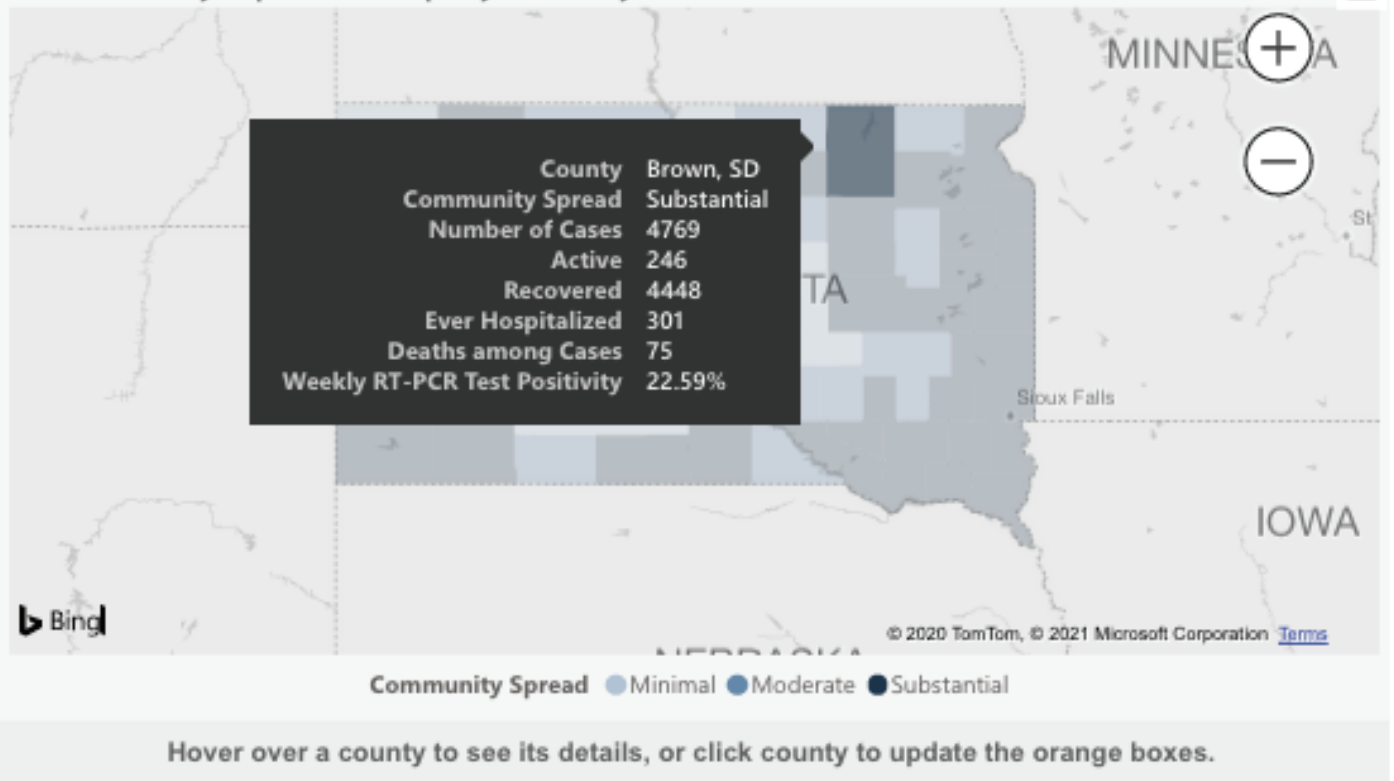 MINNES A
County Brown, SD
Community Spread Substantial
Number of Cases 4769
Active 246
Recovered 4448
Ever Hospitalized 301
Deaths among Cases 75
Weekly RT-PCR Test Positivity 22.59%
TA
St
Sioux Falls
IOWA
Bing
© 2020 TomTom, © 2021 Microsoft Corporation Terms
NEBRASKA
Community Spread Minimal Moderate Substantial
Hover over a county to see its details, or click county to update the orange boxes.